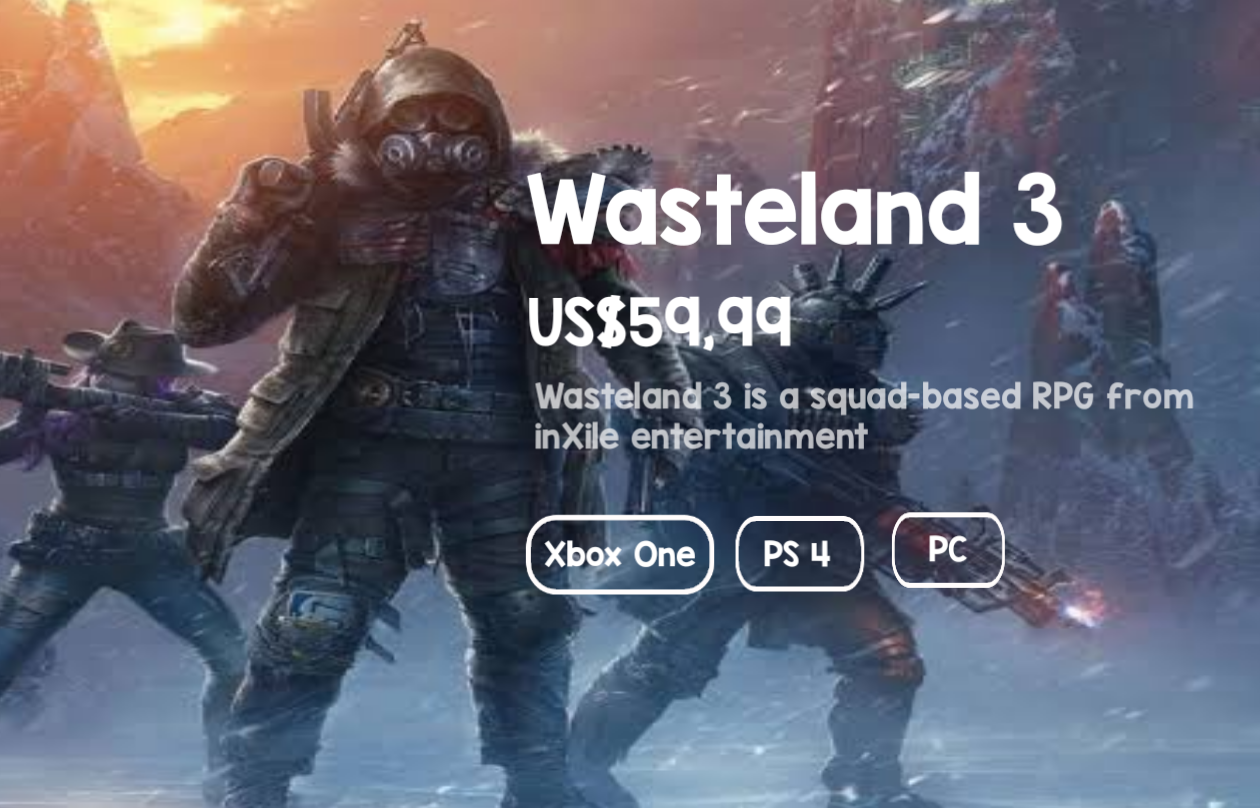 Wasteland 3
US$59,99
Wasteland 3 is a squad-based RPG from
inXile entertainment
Xbox One PS 4 PC